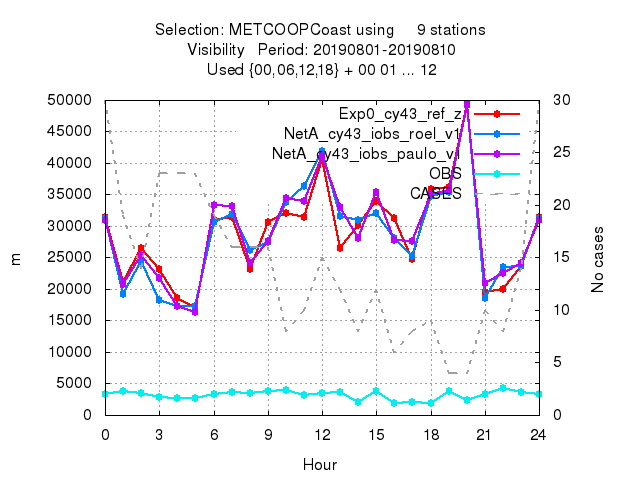 Selection: METCOOPCoast using 9 stations
Visibility Period: 20190801-20190810
Used {00,06,12,18} + 00 01 ... 12
Exp0_cy43_ref_z
NetA_cy43_iobs_roel_v1
NetA_cy43_iobs_paulo_v1
OBS
CASES
50000
45000
40000
35000
30000
25000
20000
15000
10000
5000
0
m
30
25
20
15
10
5
0
No cases
0 3 6 9 12 15 18 21 24
Hour